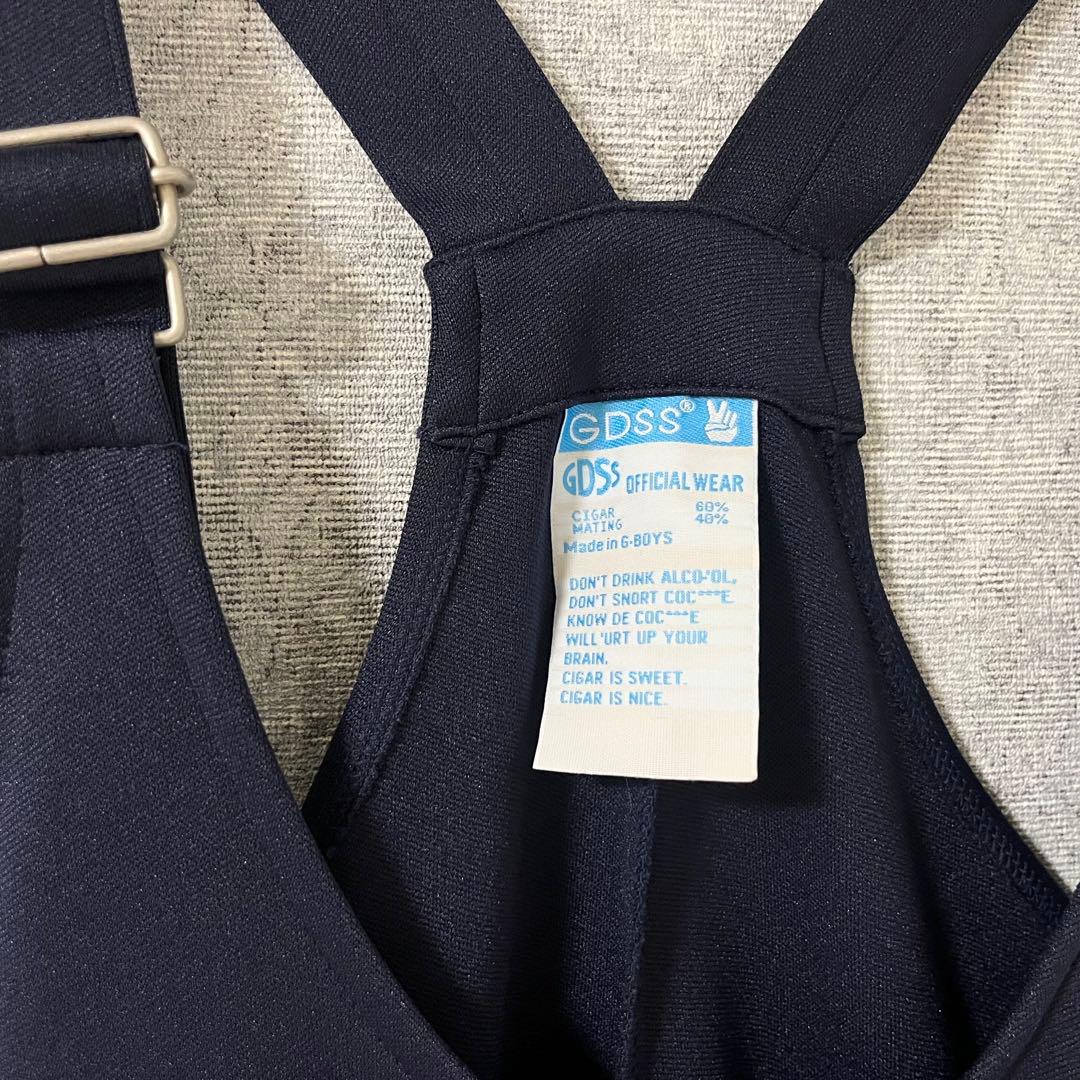 GDSS®
GDSS OFFICIAL WEAR
CIGAR 60%
MATING 40%
Made in G-BOYS
DON'T DRINK ALCO-'OL,
DON'T SNORT COC***E
KNOW DE COC***E
WILL 'URT UP YOUR
BRAIN.
CIGAR IS SWEET.
CIGAR IS NICE.